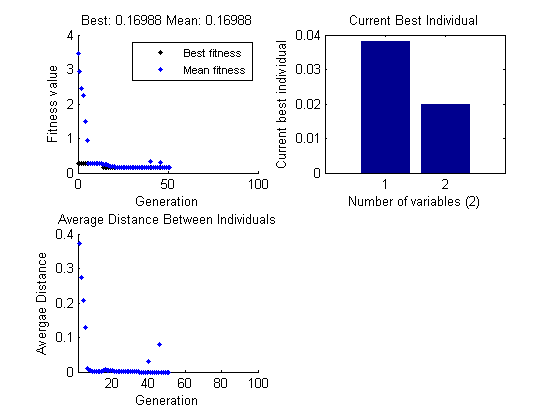 Best: 0.16988 Mean: 0.16988
Fitness value
4
3
2
1
0
Best fitness
Mean fitness
0
50
100
Generation
Current Best Individual
Current best individual
0.04
0.03
0.02
0.01
0
1
2
Number of variables (2)
Average Distance Between Individuals
Avergae Distance
0.4
0.3
0.2
0.1
0
20
40
60
80
100
Generation